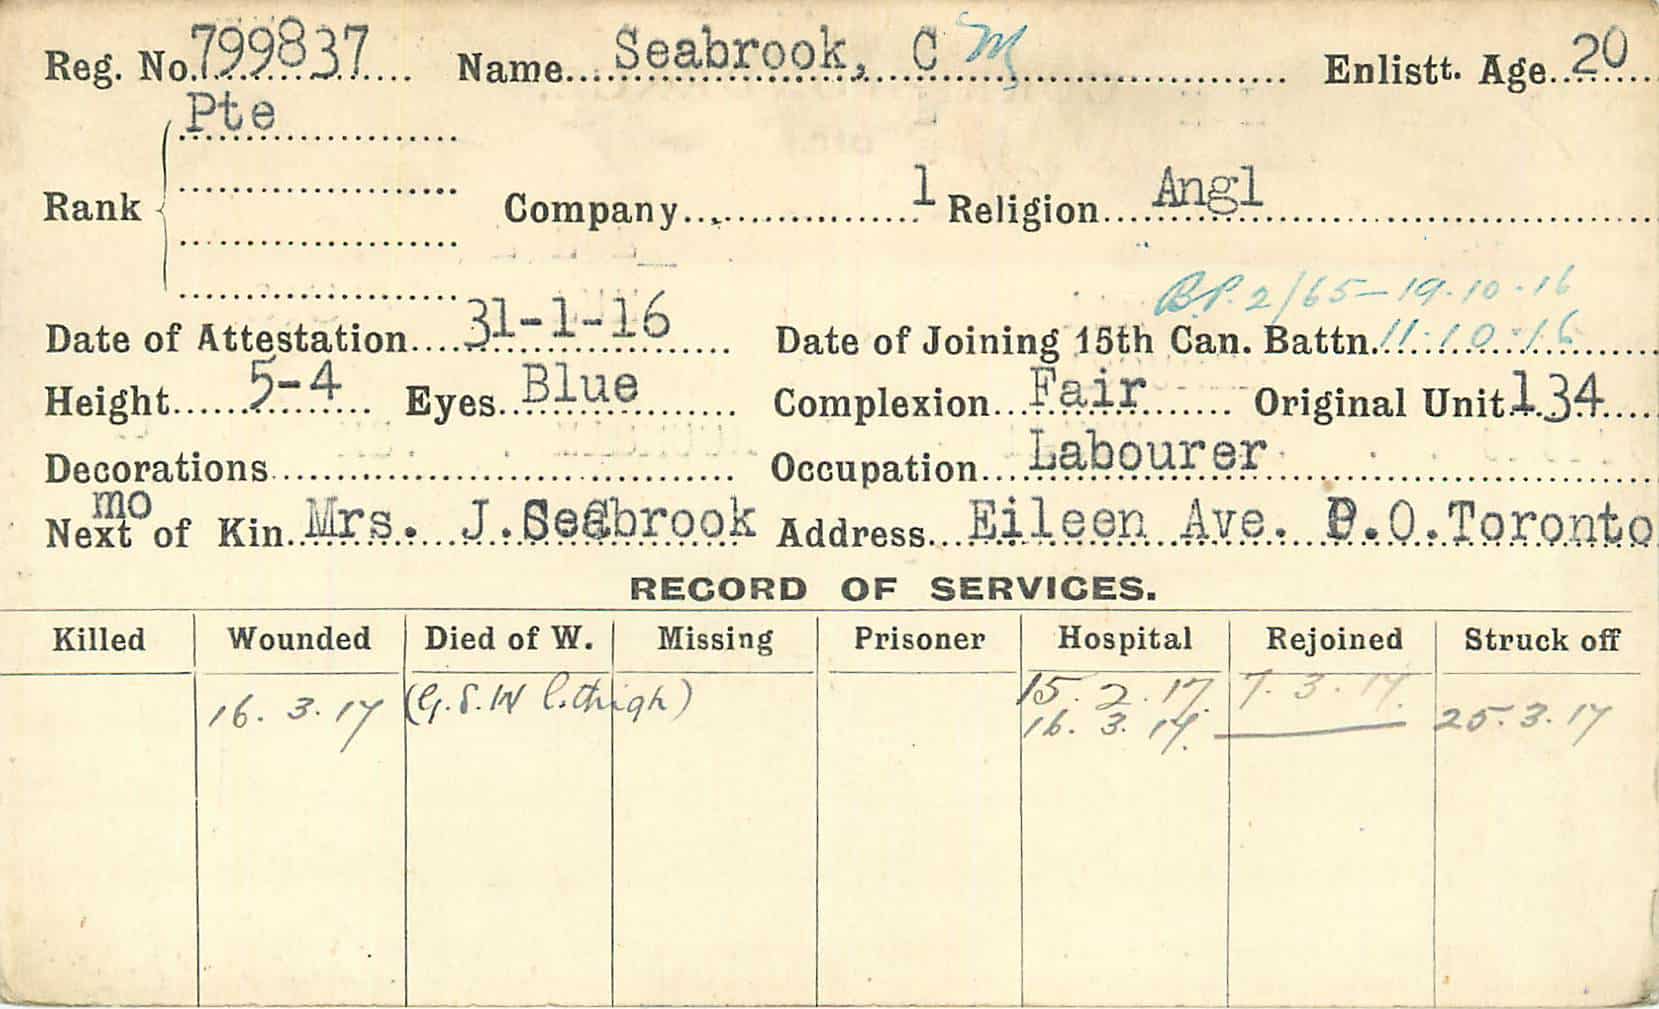 Reg. No. 799837 Name Seabrook, C M Enlistt. Age 20
Pte
Rank Company 1 Religion Angl
B.P. 2/65-19.10.16
Date of Attestation 31-1-16 Date of Joining 15th Can. Battn. 11.10.16
Height 5-4 Eyes Blue Complexion Fair Original Unit 134
Decorations Occupation Labourer
mo
Next of Kin Mrs. J. Seabrook Address Eileen Ave. P.O. Toronto
RECORD OF SERVICES.
Killed Wounded Died of W. Missing Prisoner Hospital Rejoined Struck off
15. 2. 17. 7. 3. 17.
16. 3. 17 (G.S.W l. thigh) 16. 3. 17. 25.3.17